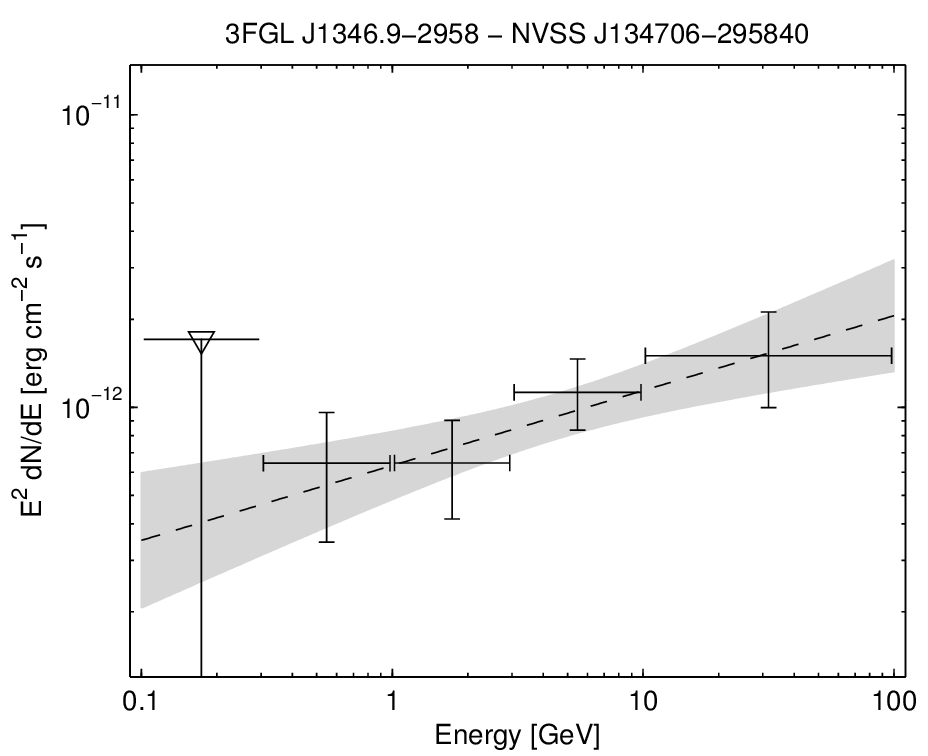 3FGL J1346.9−2958 − NVSS J134706−295840
10⁻¹¹
10⁻¹²
E² dN/dE [erg cm⁻² s⁻¹]
0.1 1 10 100
Energy [GeV]